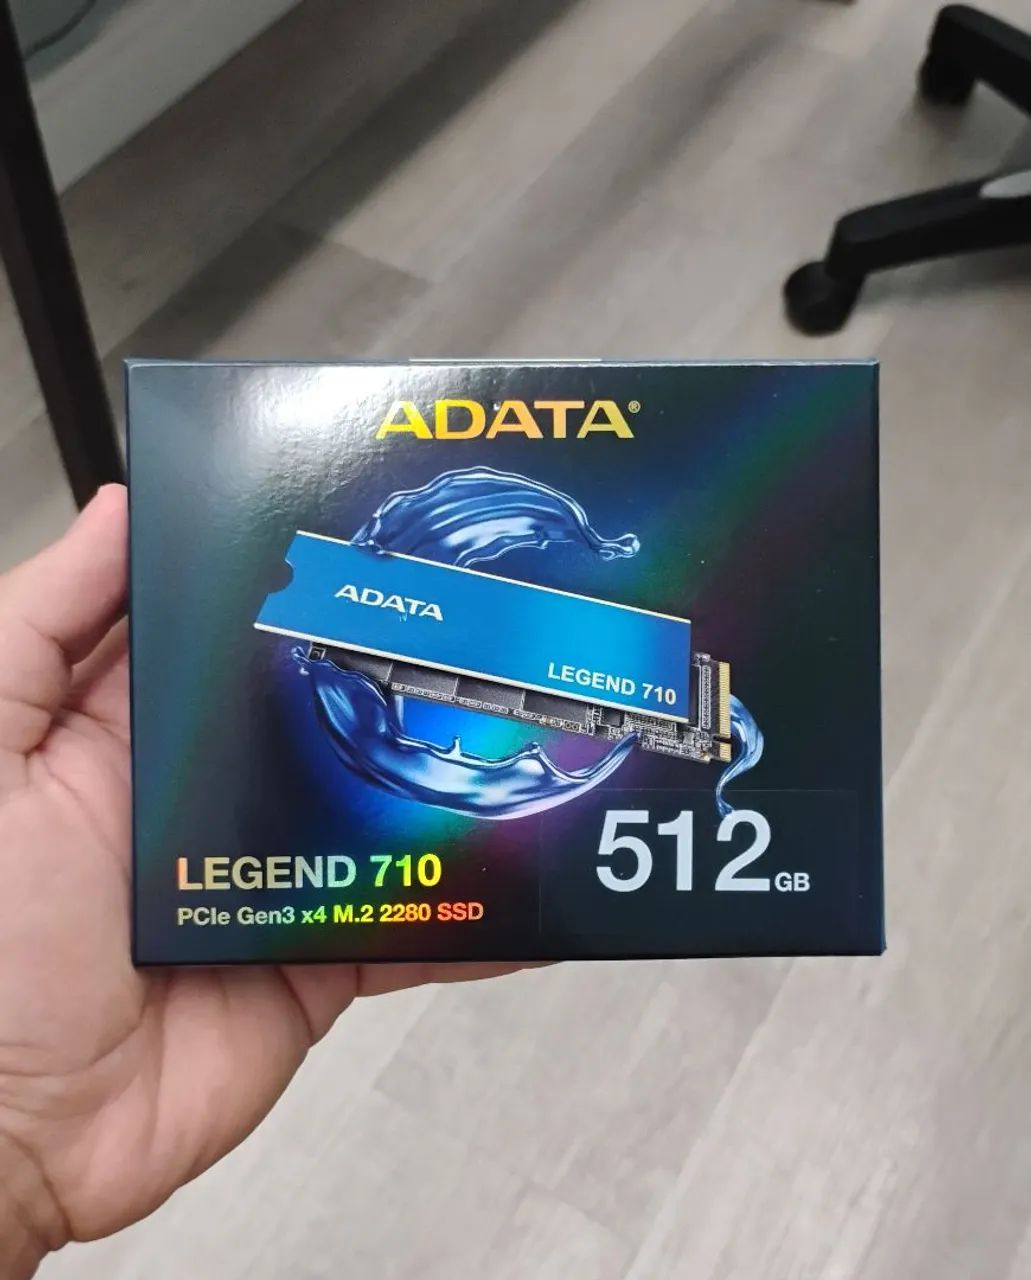 ADATA®
ADATA
LEGEND 710
512GB
LEGEND 710
PCIe Gen3 x4 M.2 2280 SSD